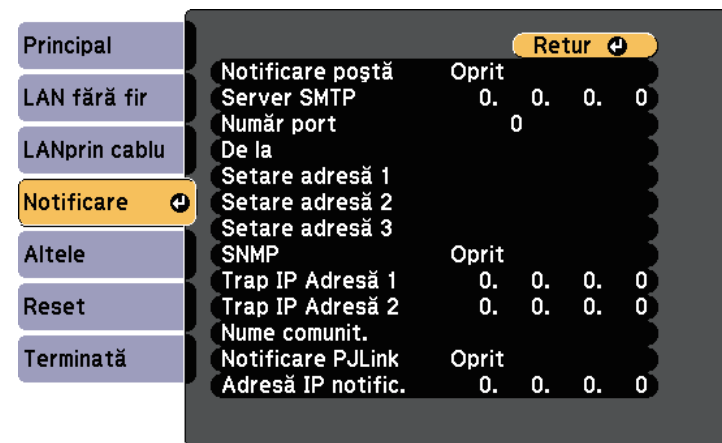 Principal
LAN fără fir
LANprin cablu
Notificare
Altele
Reset
Terminată
Retur
Notificare poştă Oprit
Server SMTP 0. 0. 0. 0
Număr port 0
De la
Setare adresă 1
Setare adresă 2
Setare adresă 3
SNMP Oprit
Trap IP Adresă 1 0. 0. 0. 0
Trap IP Adresă 2 0. 0. 0. 0
Nume comunit.
Notificare PJLink Oprit
Adresă IP notific. 0. 0. 0. 0